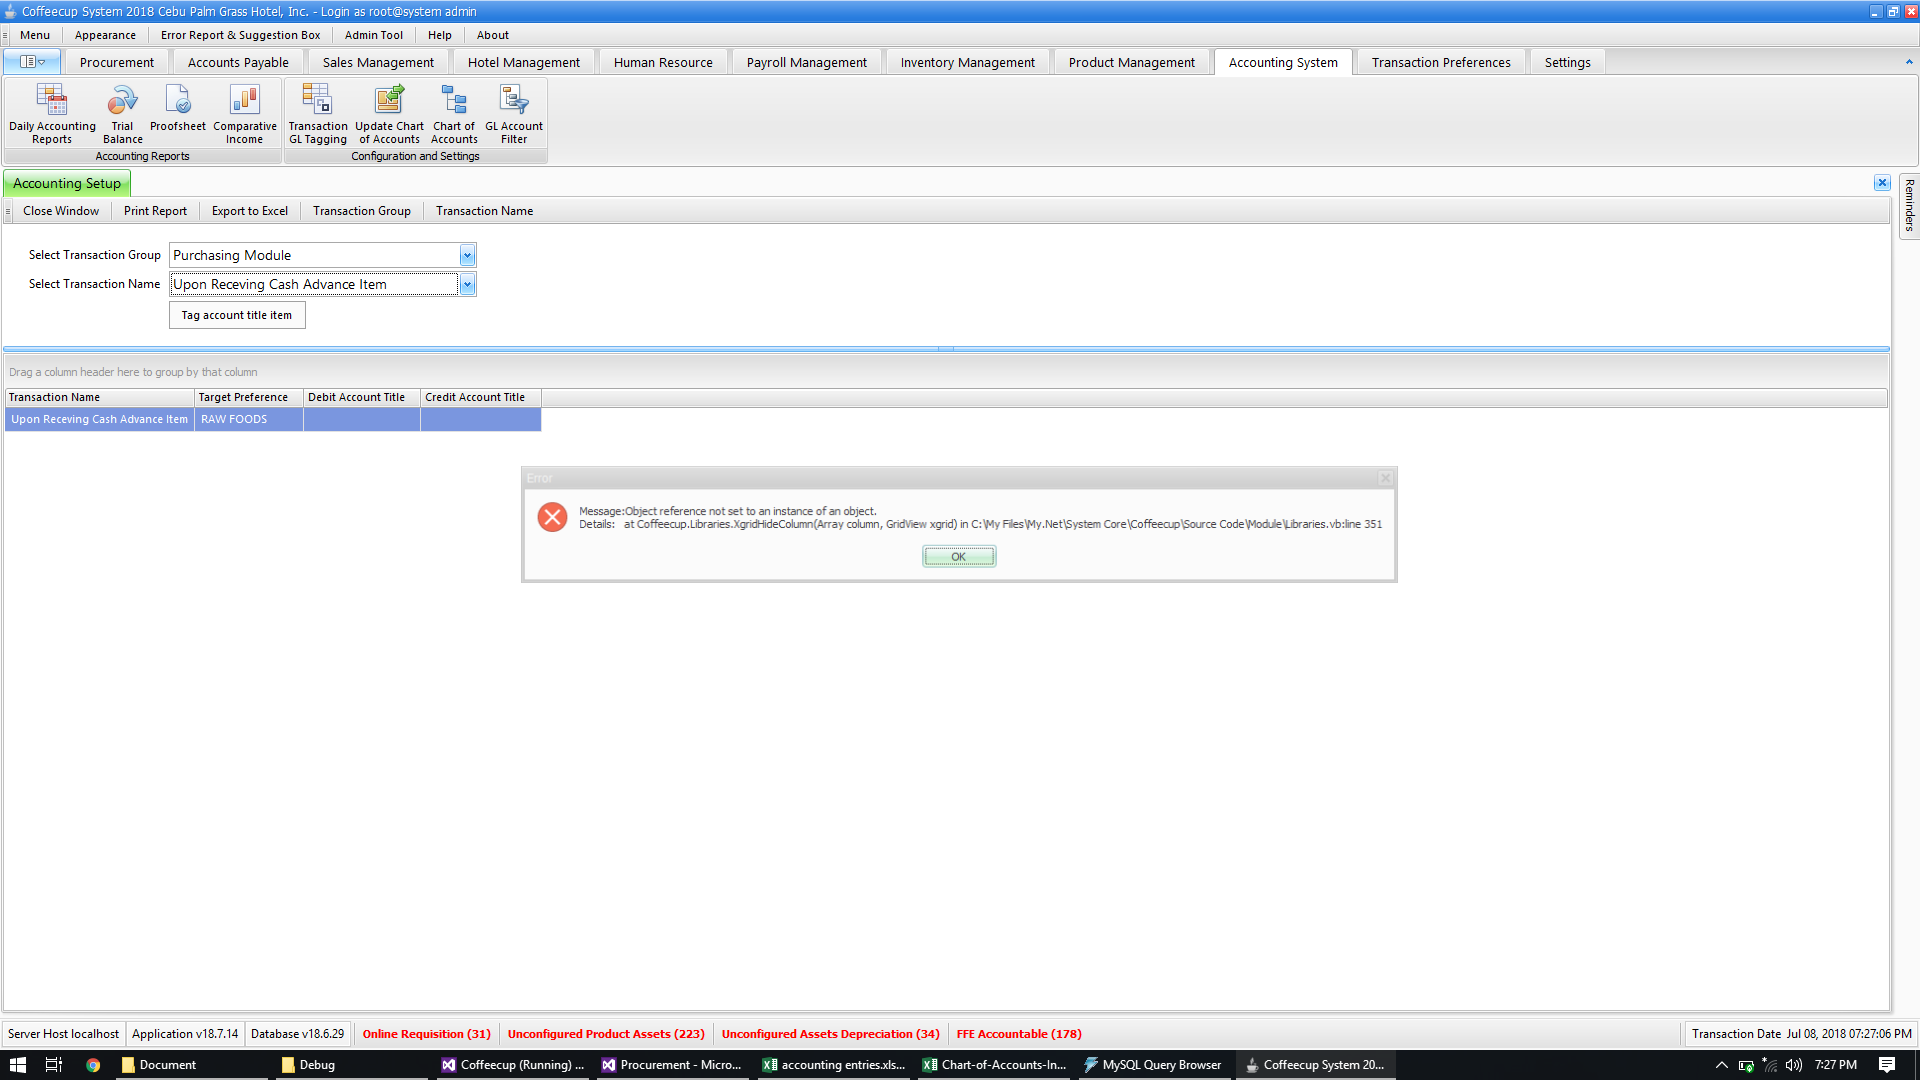 Coffeecup System 2018 Cebu Palm Grass Hotel, Inc. - Login as root@system admin
Menu Appearance Error Report & Suggestion Box Admin Tool Help About
Procurement Accounts Payable Sales Management Hotel Management Human Resource Payroll Management Inventory Management Product Management Accounting System Transaction Preferences Settings
Daily Accounting Trial Proofsheet Comparative Transaction Update Chart Chart of GL Account
Reports Balance Income GL Tagging of Accounts Accounts Filter
Accounting Reports Configuration and Settings
Accounting Setup
Reminders
Close Window Print Report Export to Excel Transaction Group Transaction Name
Select Transaction Group Purchasing Module
Select Transaction Name Upon Receving Cash Advance Item
Tag account title item
Drag a column header here to group by that column
Transaction Name Target Preference Debit Account Title Credit Account Title
Upon Receving Cash Advance Item RAW FOODS
Error
Message:Object reference not set to an instance of an object.
Details: at Coffeecup.Libraries.XgridHideColumn(Array column, GridView xgrid) in C:\My Files\My.Net\System Core\Coffeecup\Source Code\Module\Libraries.vb:line 351
OK
Server Host localhost Application v18.7.14 Database v18.6.29 Online Requisition (31) Unconfigured Product Assets (223) Unconfigured Assets Depreciation (34) FFE Accountable (178) Transaction Date Jul 08, 2018 07:27:06 PM
Document Debug Coffeecup (Running) ... Procurement - Micro... accounting entries.xls... Chart-of-Accounts-In... MySQL Query Browser Coffeecup System 20... 7:27 PM